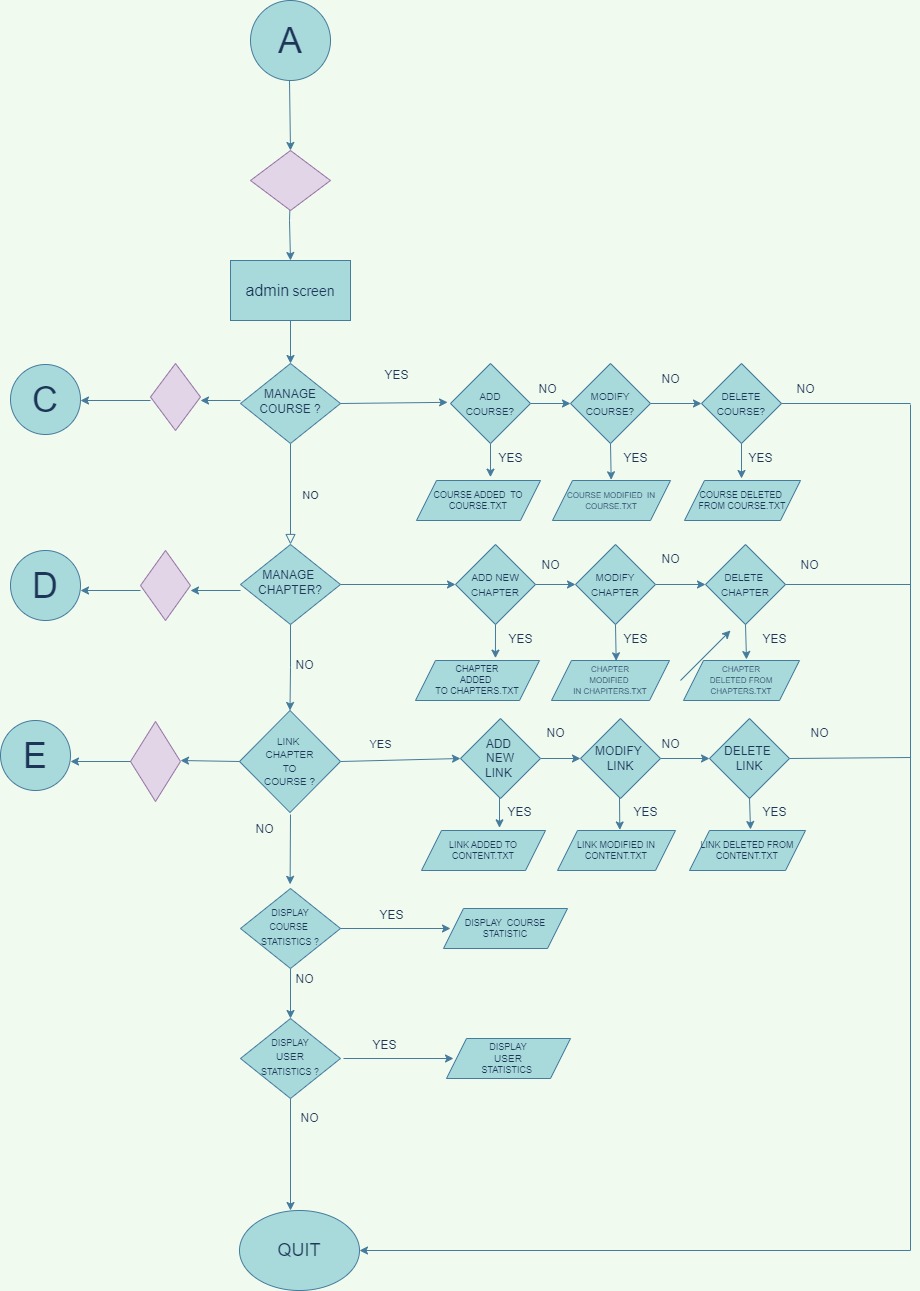 A
admin screen
C
MANAGE
COURSE ?
YES
ADD
COURSE?
NO
MODIFY
COURSE?
NO
DELETE
COURSE?
NO
YES
YES
YES
COURSE ADDED TO
COURSE.TXT
COURSE MODIFIED IN
COURSE.TXT
COURSE DELETED
FROM COURSE.TXT
NO
D
MANAGE
CHAPTER?
ADD NEW
CHAPTER
NO
MODIFY
CHAPTER
NO
DELETE
CHAPTER
NO
YES
YES
YES
CHAPTER
ADDED
TO CHAPTERS.TXT
CHAPTER
MODIFIED
IN CHAPITERS.TXT
CHAPTER
DELETED FROM
CHAPTERS.TXT
NO
E
LINK
CHAPTER
TO
COURSE ?
YES
ADD
NEW
LINK
NO
MODIFY
LINK
NO
DELETE
LINK
NO
YES
YES
YES
LINK ADDED TO
CONTENT.TXT
LINK MODIFIED IN
CONTENT.TXT
LINK DELETED FROM
CONTENT.TXT
NO
DISPLAY
COURSE
STATISTICS ?
YES
DISPLAY COURSE
STATISTIC
NO
DISPLAY
USER
STATISTICS ?
YES
DISPLAY
USER
STATISTICS
NO
QUIT